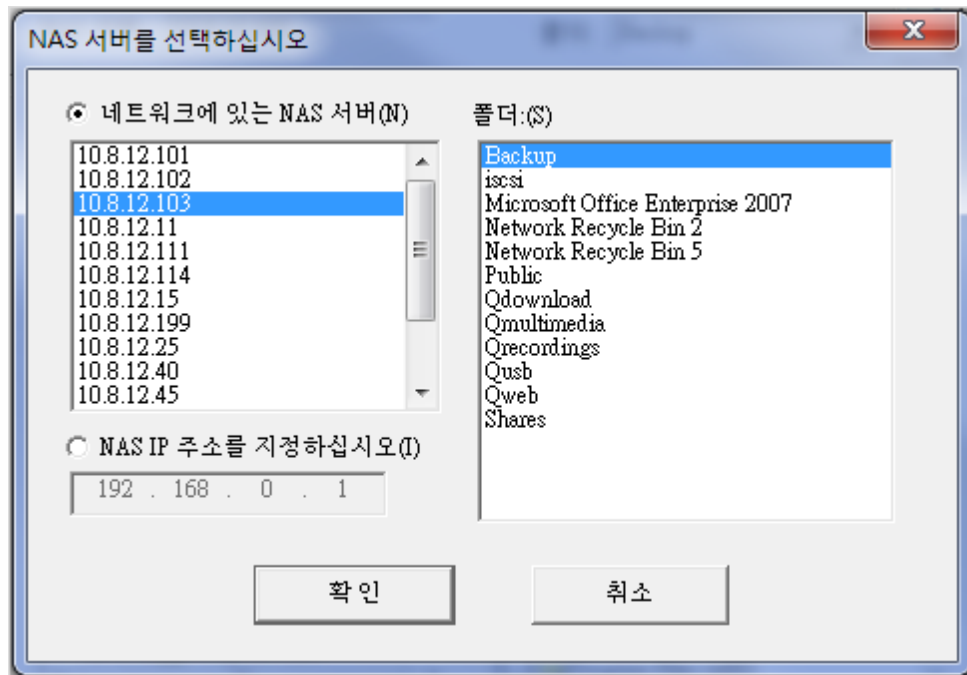 NAS 서버를 선택하십시오
네트워크에 있는 NAS 서버(N)
10.8.12.101
10.8.12.102
10.8.12.103
10.8.12.11
10.8.12.111
10.8.12.114
10.8.12.15
10.8.12.199
10.8.12.25
10.8.12.40
10.8.12.45
NAS IP 주소를 지정하십시오(I)
192 . 168 . 0 . 1
폴더:(S)
Backup
iscsi
Microsoft Office Enterprise 2007
Network Recycle Bin 2
Network Recycle Bin 5
Public
Qdownload
Qmultimedia
Qrecordings
Qusb
Qweb
Shares
확인
취소